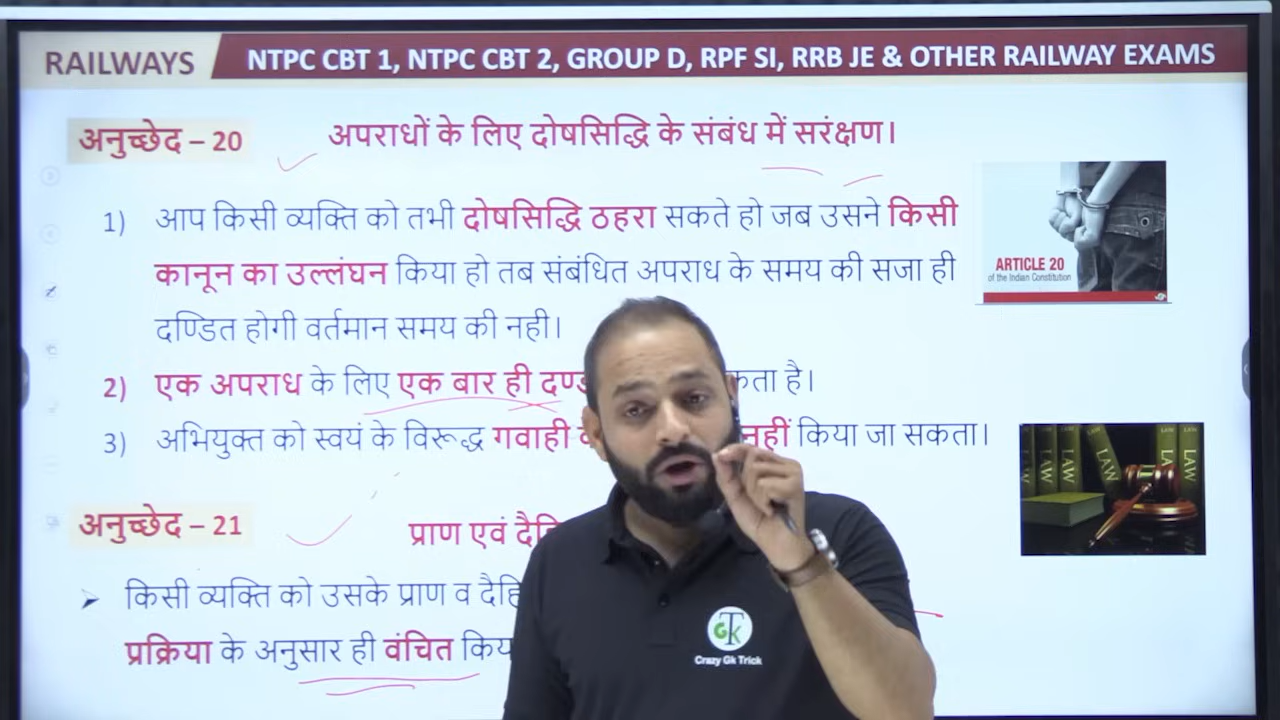 RAILWAYS
NTPC CBT 1, NTPC CBT 2, GROUP D, RPF SI, RRB JE & OTHER RAILWAY EXAMS
अनुच्छेद – 20
अपराधों के लिए दोषसिद्धि के संबंध में सरंक्षण।
1) आप किसी व्यक्ति को तभी दोषसिद्धि ठहरा सकते हो जब उसने किसी
कानून का उल्लंघन किया हो तब संबंधित अपराध के समय की सजा ही
दण्डित होगी वर्तमान समय की नही।
ARTICLE 20
of the Indian Constitution
2) एक अपराध के लिए एक बार ही है।
3) अभियुक्त को स्वयं के विरूद्ध गवाही नहीं किया जा सकता।
LAW LAW LAW LAW
अनुच्छेद – 21
प्राण एवं
किसी व्यक्ति को उसके प्राण व
प्रक्रिया के अनुसार ही वंचित
GTK
Crazy Gk Trick